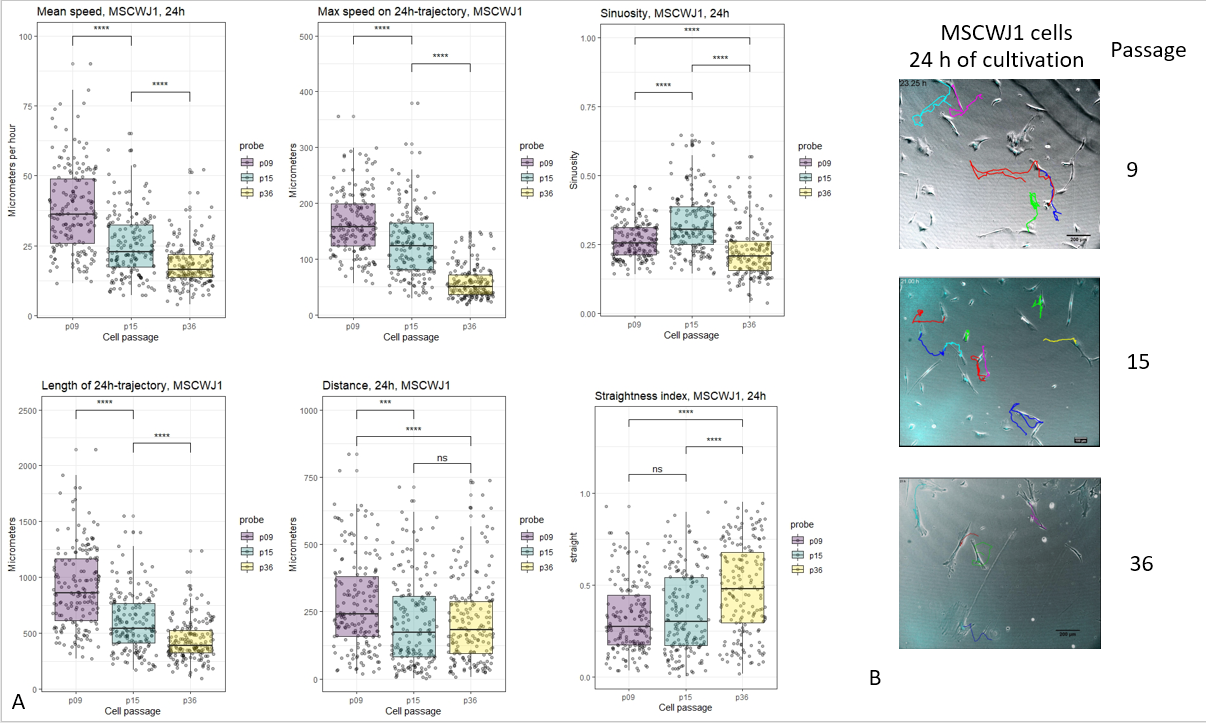 Mean speed, MSCWJ1, 24h
Micrometers per hour
100
75
50
25
0
****
****
p09
p15
p36
Cell passage
probe
p09
p15
p36
Max speed on 24h-trajectory, MSCWJ1
Micrometers
500
400
300
200
100
0
****
****
p09
p15
p36
Cell passage
probe
p09
p15
p36
Sinuosity, MSCWJ1, 24h
Sinuosity
1.00
0.75
0.50
0.25
0.00
****
****
****
p09
p15
p36
Cell passage
probe
p09
p15
p36
Length of 24h-trajectory, MSCWJ1
Micrometers
2500
2000
1500
1000
500
0
****
****
p09
p15
p36
Cell passage
probe
p09
p15
p36
Distance, 24h, MSCWJ1
Micrometers
1000
750
500
250
0
***
****
ns
p09
p15
p36
Cell passage
probe
p09
p15
p36
Straightness index, MSCWJ1, 24h
straight
1.0
0.5
0.0
****
****
ns
p09
p15
p36
Cell passage
probe
p09
p15
p36
A
MSCWJ1 cells
24 h of cultivation
Passage
23.25 h
200 µm
9
21.00 h
15
200 µm
36
B